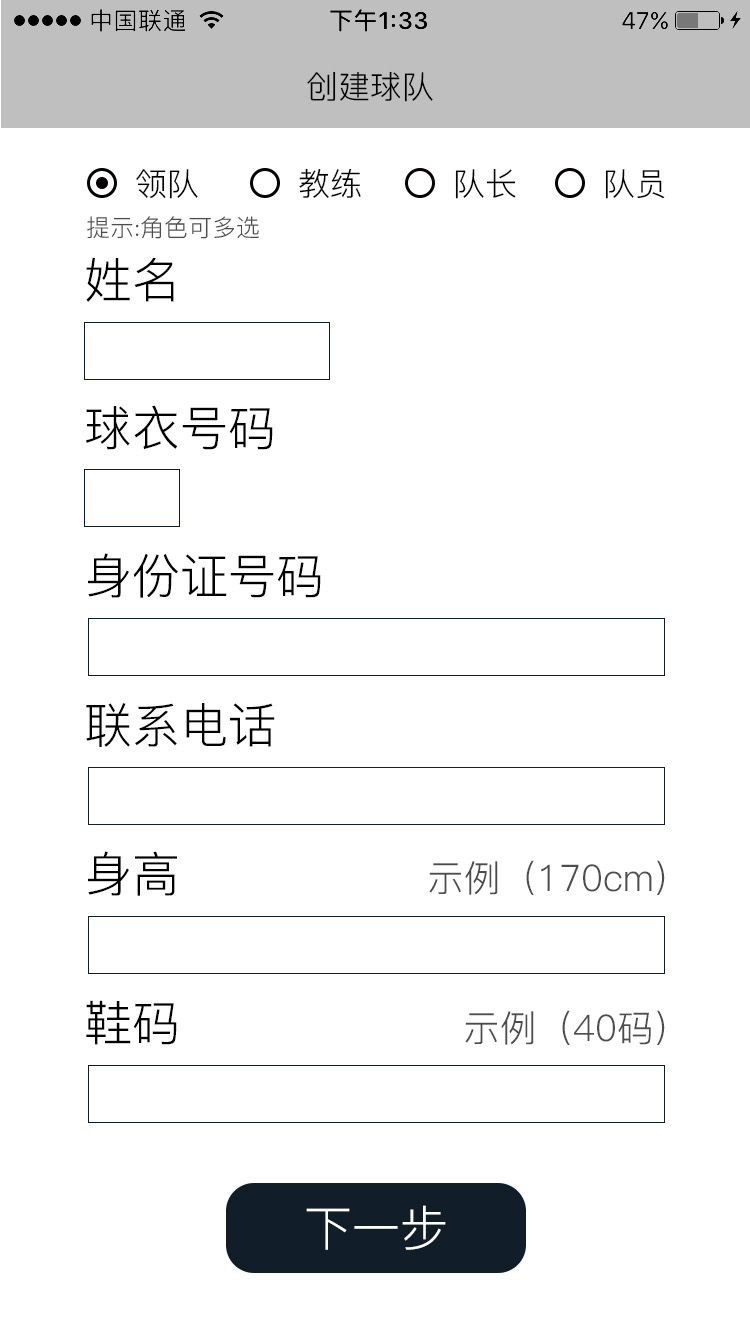 中国联通 下午1:33 47%
创建球队
领队 教练 队长 队员
提示:角色可多选
姓名
球衣号码
身份证号码
联系电话
身高 示例（170cm）
鞋码 示例（40码）
下一步